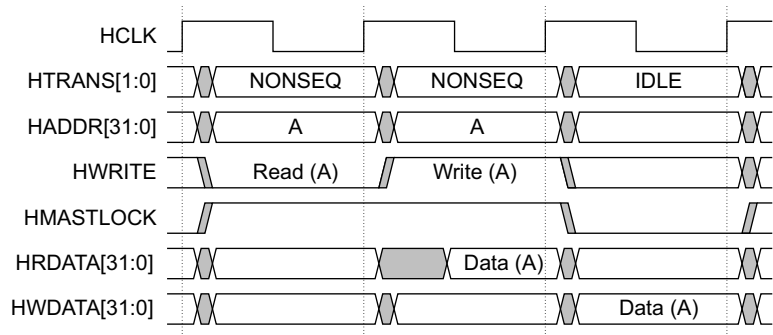 HCLK
HTRANS[1:0] NONSEQ NONSEQ IDLE
HADDR[31:0] A A
HWRITE Read (A) Write (A)
HMASTLOCK
HRDATA[31:0] Data (A)
HWDATA[31:0] Data (A)